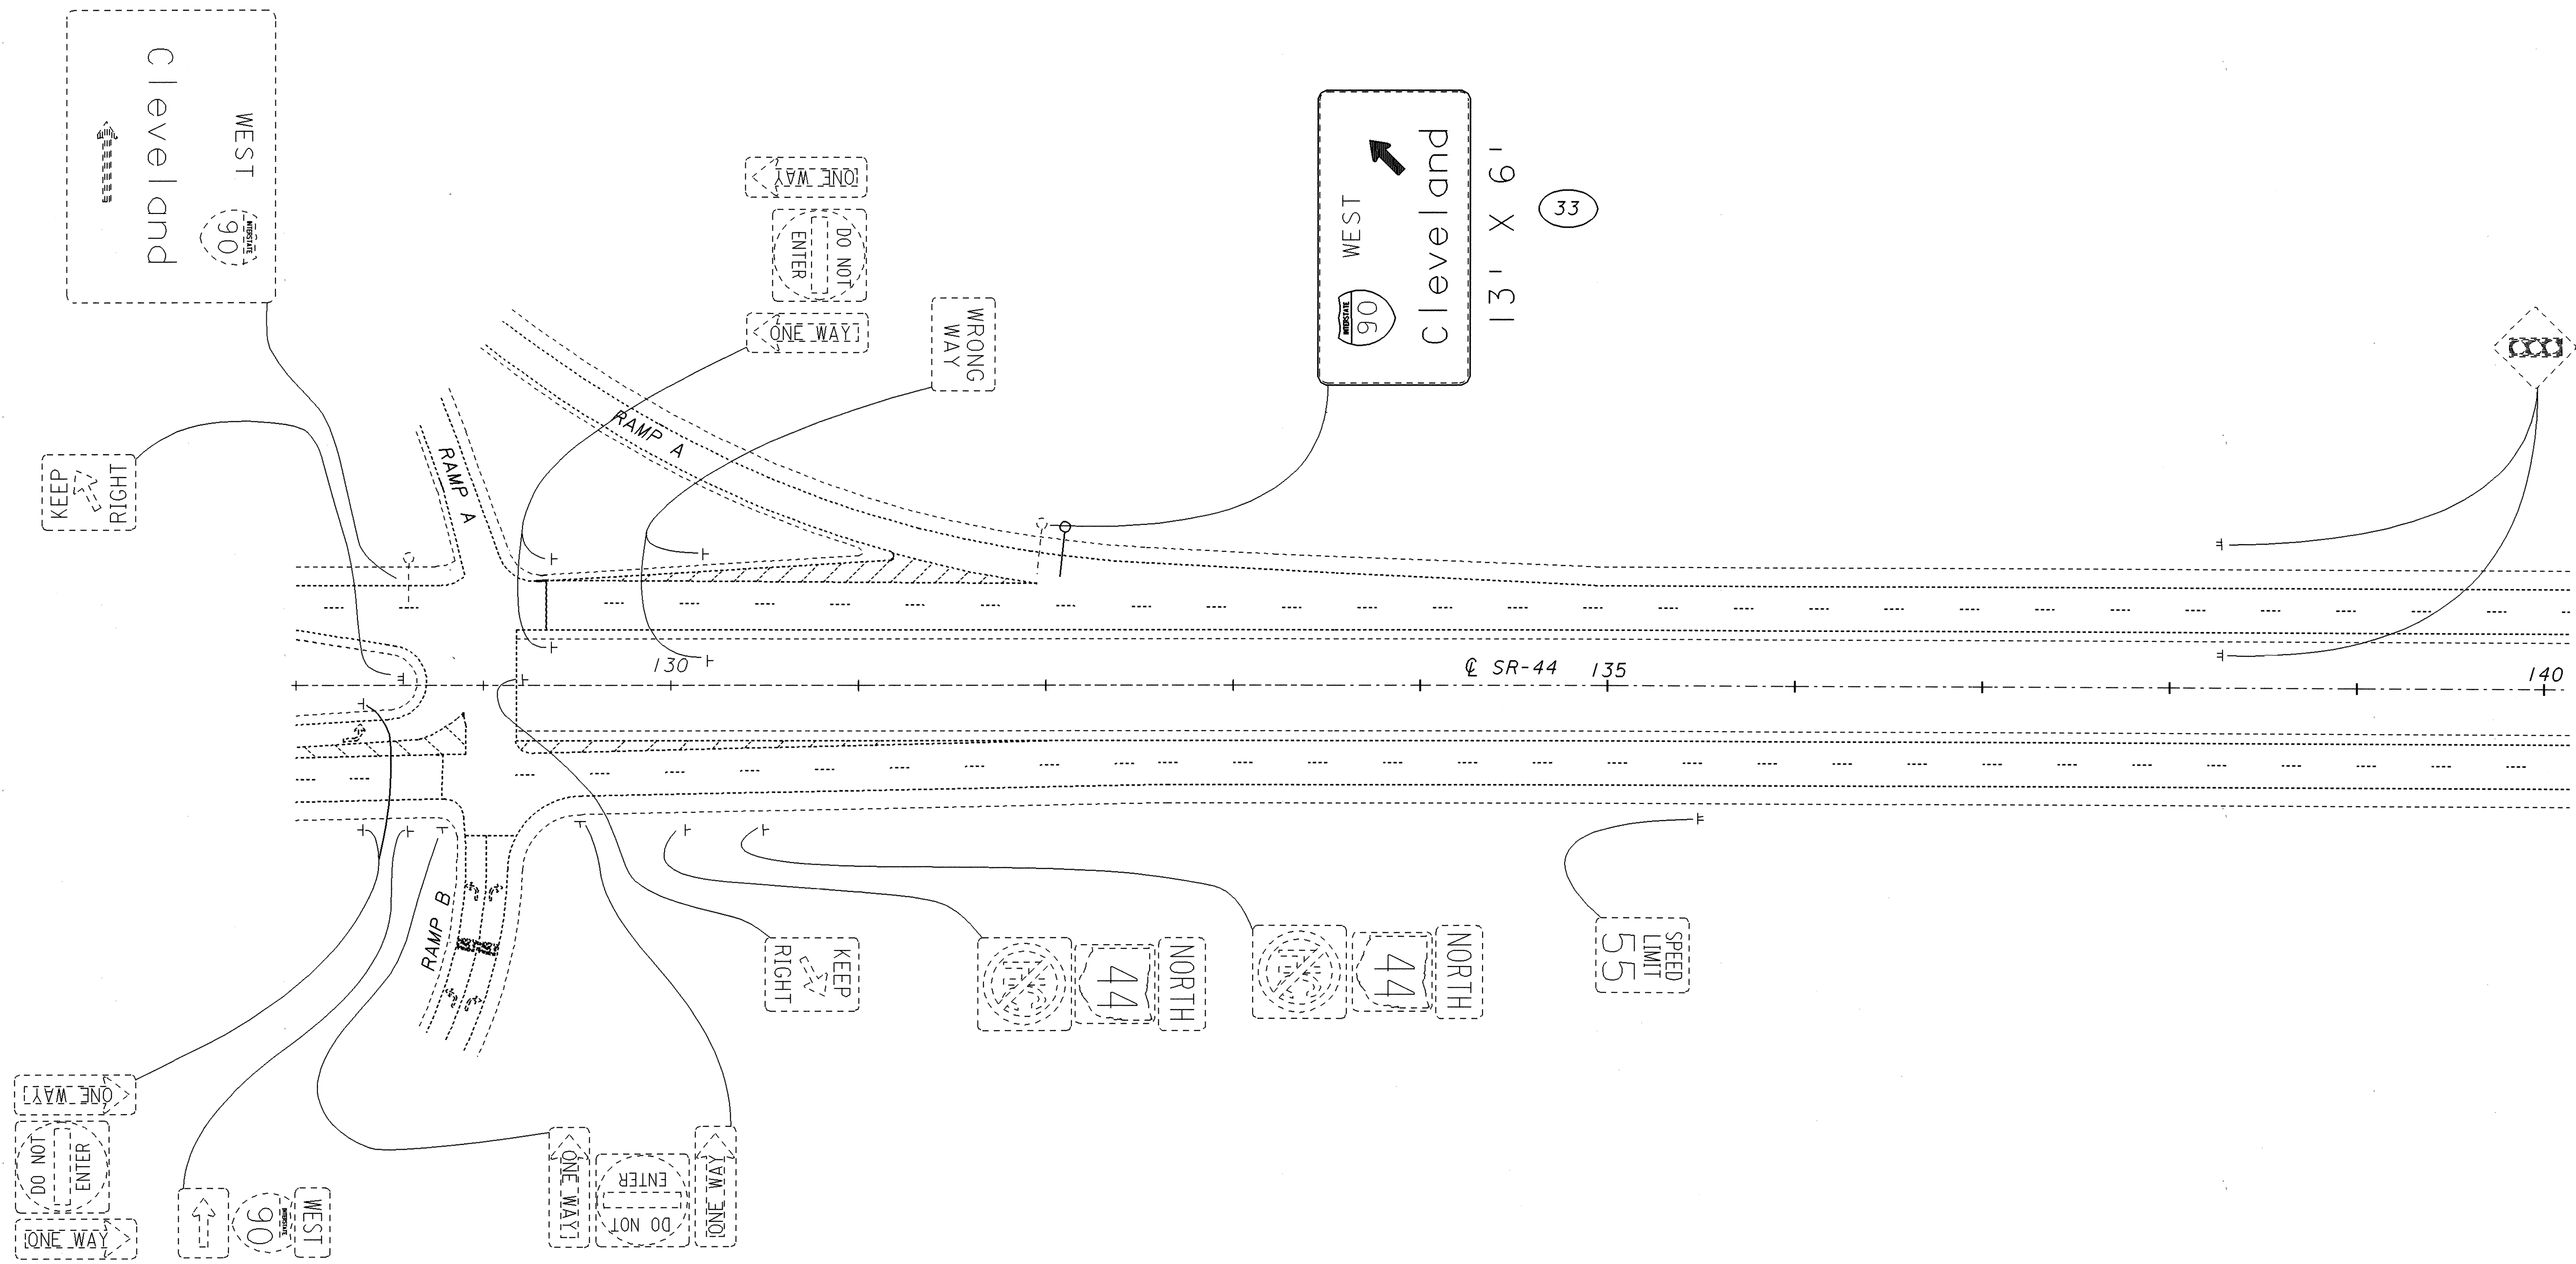 WEST
INTERSTATE
90
Cleveland
KEEP
RIGHT
ONE WAY
DO NOT
ENTER
ONE WAY
WRONG
WAY
INTERSTATE
90
WEST
Cleveland
13' X 6'
33
RAMP A
RAMP A
130
℄ SR-44
135
140
RAMP B
KEEP
RIGHT
NORTH
44
NORTH
44
SPEED
LIMIT
55
ONE WAY
DO NOT
ENTER
ONE WAY
WEST
INTERSTATE
90
ONE WAY
DO NOT
ENTER
ONE WAY